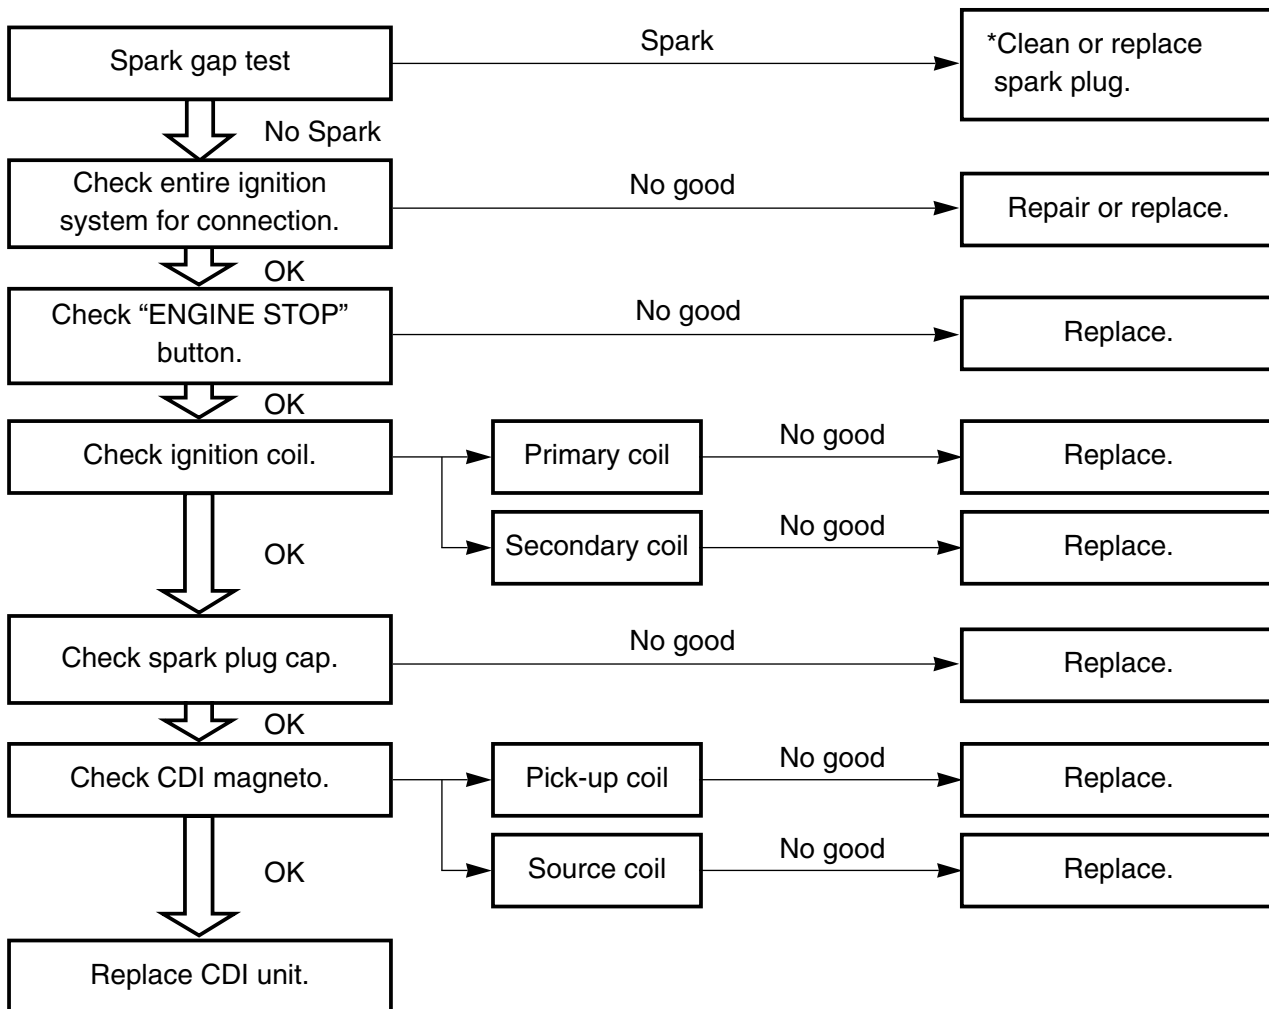 Spark gap test
Spark
*Clean or replace
spark plug.
No Spark
Check entire ignition
system for connection.
No good
Repair or replace.
OK
Check “ENGINE STOP”
button.
No good
Replace.
OK
Check ignition coil.
Primary coil
No good
Replace.
Secondary coil
No good
Replace.
OK
Check spark plug cap.
No good
Replace.
OK
Check CDI magneto.
Pick-up coil
No good
Replace.
Source coil
No good
Replace.
OK
Replace CDI unit.